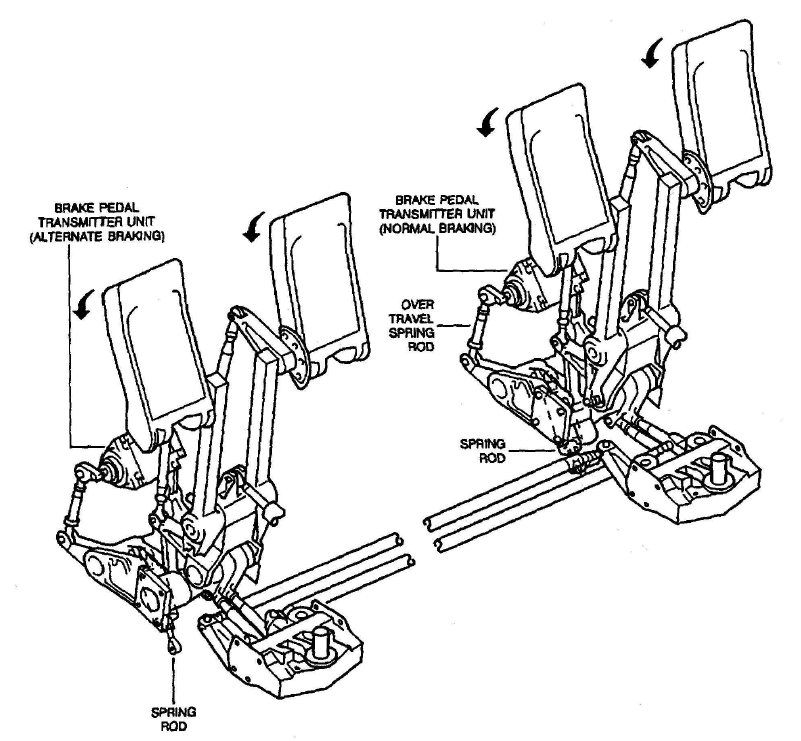 BRAKE PEDAL
TRANSMITTER UNIT
(ALTERNATE BRAKING)
BRAKE PEDAL
TRANSMITTER UNIT
(NORMAL BRAKING)
OVER
TRAVEL
SPRING
ROD
SPRING
ROD
SPRING
ROD